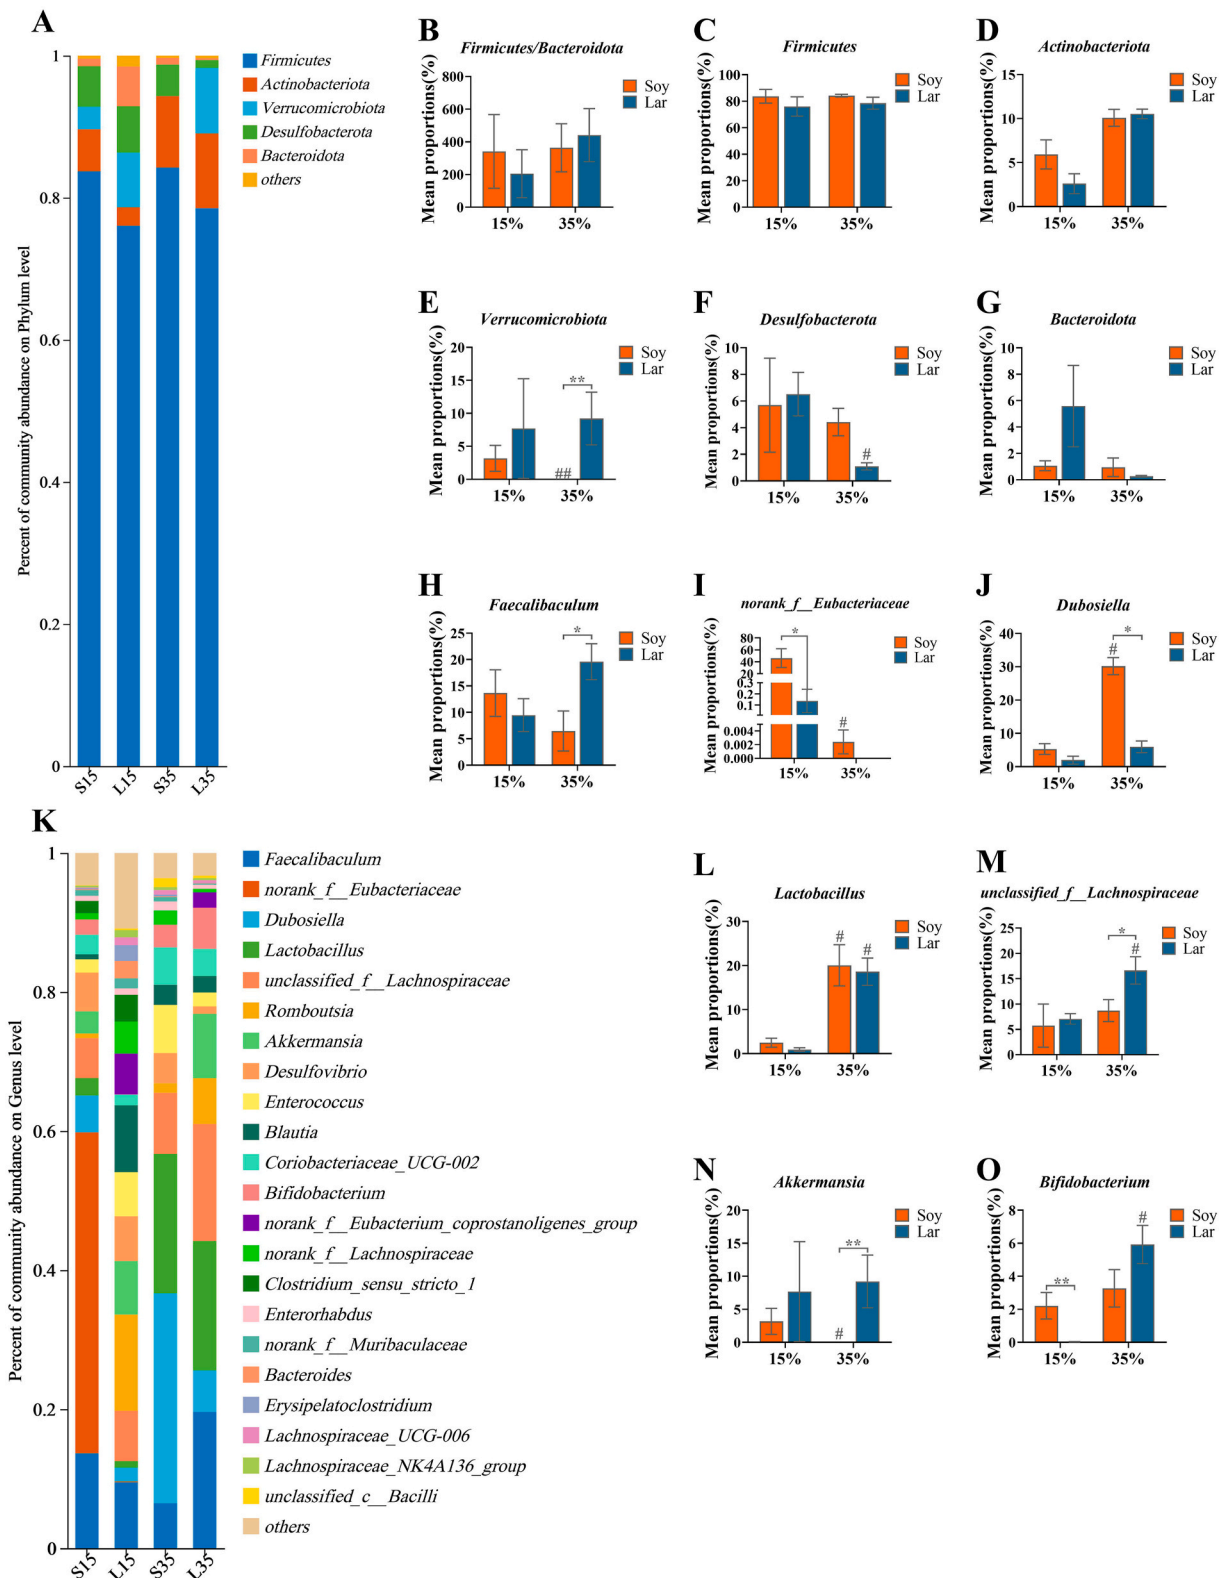 A
Percent of community abundance on Phylum level
1
0.8
0.6
0.4
0.2
0
S15
L15
S35
L35
Firmicutes
Actinobacteriota
Verrucomicrobiota
Desulfobacterota
Bacteroidota
others
B
Firmicutes/Bacteroidota
Mean proportions(%)
800
600
400
200
0
15%
35%
Soy
Lar
C
Firmicutes
Mean proportions(%)
100
80
60
40
20
0
15%
35%
Soy
Lar
D
Actinobacteriota
Mean proportions(%)
15
10
5
0
15%
35%
Soy
Lar
E
Verrucomicrobiota
Mean proportions(%)
20
15
10
5
0
##
**
15%
35%
Soy
Lar
F
Desulfobacterota
Mean proportions(%)
10
8
6
4
2
0
#
15%
35%
Soy
Lar
G
Bacteroidota
Mean proportions(%)
10
8
6
4
2
0
15%
35%
Soy
Lar
H
Faecalibaculum
Mean proportions(%)
25
20
15
10
5
0
*
15%
35%
Soy
Lar
I
norank_f__Eubacteriaceae
Mean proportions(%)
80
60
40
20
0.3
0.2
0.1
0.004
0.002
0.000
*
#
15%
35%
Soy
Lar
J
Dubosiella
Mean proportions(%)
40
30
20
10
0
#
*
15%
35%
Soy
Lar
K
Percent of community abundance on Genus level
1
0.8
0.6
0.4
0.2
0
S15
L15
S35
L35
Faecalibaculum
norank_f__Eubacteriaceae
Dubosiella
Lactobacillus
unclassified_f__Lachnospiraceae
Romboutsia
Akkermansia
Desulfovibrio
Enterococcus
Blautia
Coriobacteriaceae_UCG-002
Bifidobacterium
norank_f__Eubacterium_coprostanoligenes_group
norank_f__Lachnospiraceae
Clostridium_sensu_stricto_1
Enterorhabdus
norank_f__Muribaculaceae
Bacteroides
Erysipelatoclostridium
Lachnospiraceae_UCG-006
Lachnospiraceae_NK4A136_group
unclassified_c__Bacilli
others
L
Lactobacillus
Mean proportions(%)
30
20
10
0
#
#
15%
35%
Soy
Lar
M
unclassified_f__Lachnospiraceae
Mean proportions(%)
25
20
15
10
5
0
*
#
15%
35%
Soy
Lar
N
Akkermansia
Mean proportions(%)
20
15
10
5
0
#
**
15%
35%
Soy
Lar
O
Bifidobacterium
Mean proportions(%)
8
6
4
2
0
**
#
15%
35%
Soy
Lar